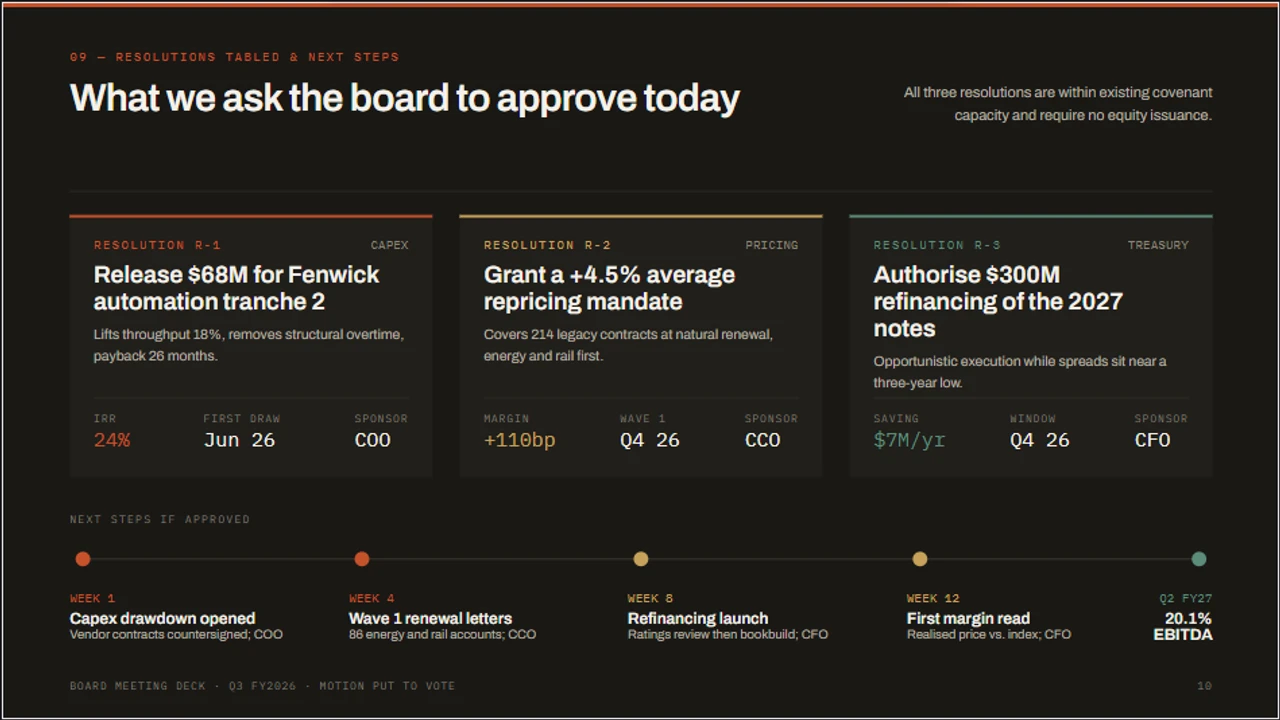 09 — RESOLUTIONS TABLED & NEXT STEPS
What we ask the board to approve today
All three resolutions are within existing covenant
capacity and require no equity issuance.
RESOLUTION R-1 CAPEX
Release $68M for Fenwick
automation tranche 2
Lifts throughput 18%, removes structural overtime,
payback 26 months.
IRR FIRST DRAW SPONSOR
24% Jun 26 COO
RESOLUTION R-2 PRICING
Grant a +4.5% average
repricing mandate
Covers 214 legacy contracts at natural renewal,
energy and rail first.
MARGIN WAVE 1 SPONSOR
+110bp Q4 26 CCO
RESOLUTION R-3 TREASURY
Authorise $300M
refinancing of the 2027
notes
Opportunistic execution while spreads sit near a
three-year low.
SAVING WINDOW SPONSOR
$7M/yr Q4 26 CFO
NEXT STEPS IF APPROVED
WEEK 1
Capex drawdown opened
Vendor contracts countersigned; COO
WEEK 4
Wave 1 renewal letters
86 energy and rail accounts; CCO
WEEK 8
Refinancing launch
Ratings review then bookbuild; CFO
WEEK 12
First margin read
Realised price vs. index; CFO
Q2 FY27
20.1%
EBITDA
BOARD MEETING DECK · Q3 FY2026 · MOTION PUT TO VOTE
10